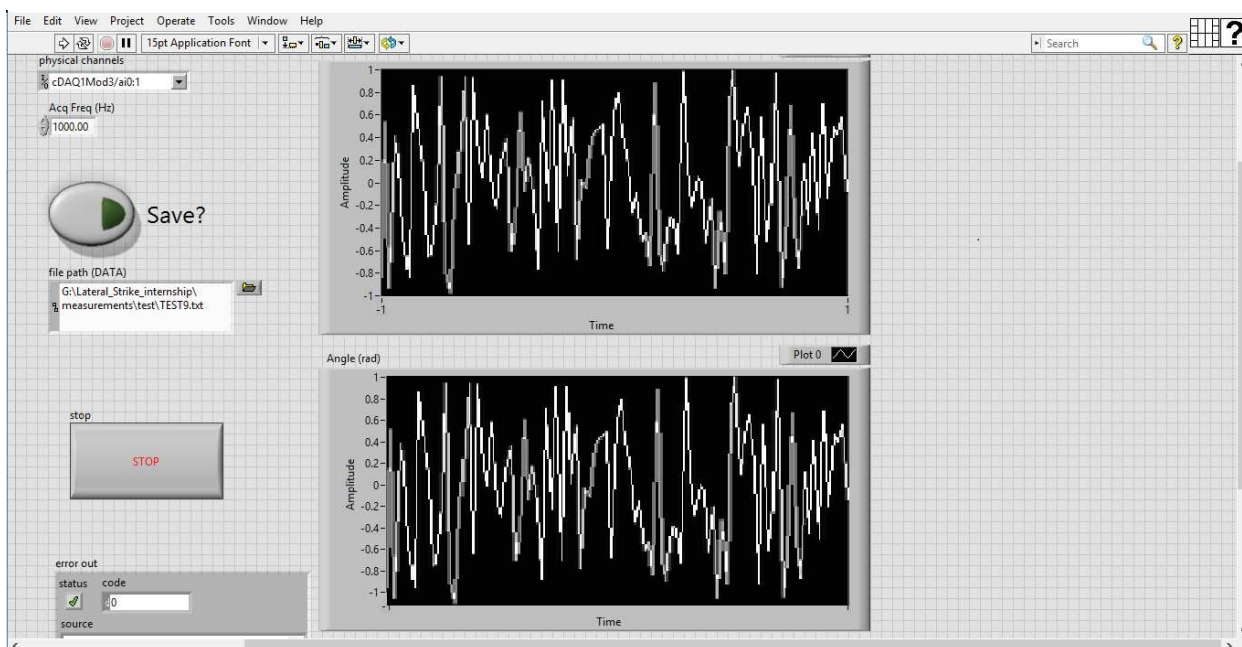 File Edit View Project Operate Tools Window Help
15pt Application Font
Search
?
?
physical channels
cDAQ1Mod3/ai0:1
Acq Freq (Hz)
1000.00
Save?
file path (DATA)
G:\Lateral_Strike_internship\
measurements\test\TEST9.txt
stop
STOP
error out
status code
0
source
1-
0.8-
0.6-
0.4-
0.2-
0-
-0.2-
-0.4-
-0.6-
-0.8-
-1-
Amplitude
-1 1
Time
Angle (rad)
Plot 0
1-
0.8-
0.6-
0.4-
0.2-
0-
-0.2-
-0.4-
-0.6-
-0.8-
-1-
Amplitude
Time